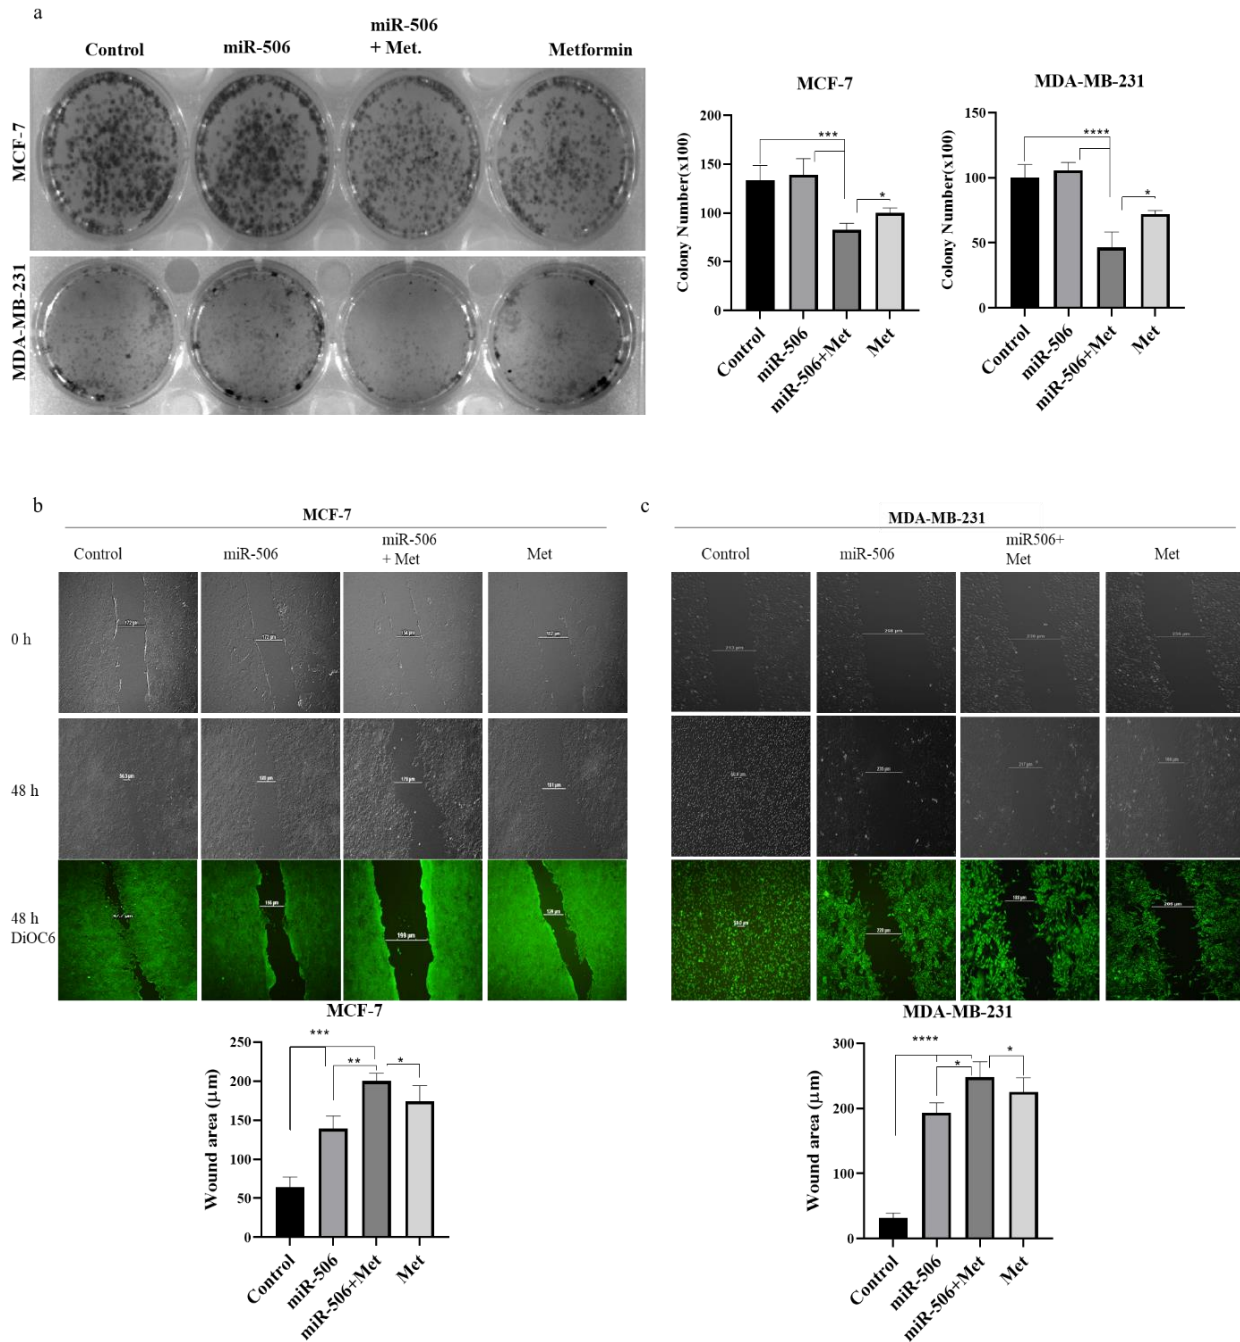 a
Control
miR-506
miR-506
+ Met.
Metformin
MCF-7
MDA-MB-231
MCF-7
Colony Number(x100)
200
150
100
50
0
***
*
Control
miR-506
miR-506+Met
Met
MDA-MB-231
Colony Number(x100)
150
100
50
0
****
*
Control
miR-506
miR-506+Met
Met
b
MCF-7
Control
miR-506
miR-506
+ Met
Met
0 h
48 h
48 h
DiOC6
c
MDA-MB-231
Control
miR-506
miR506+
Met
Met
MCF-7
Wound area (μm)
250
200
150
100
50
0
***
**
*
Control
miR-506
miR-506+Met
Met
MDA-MB-231
Wound area (μm)
300
200
100
0
****
*
*
Control
miR-506
miR-506+Met
Met